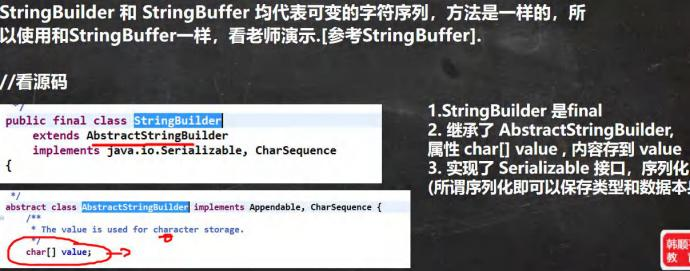 StringBuilder 和 StringBuffer 均代表可变的字符序列，方法是一样的，所
以使用和StringBuffer一样，看老师演示.[参考StringBuffer].
//看源码
*/
public final class StringBuilder
extends AbstractStringBuilder
implements java.io.Serializable, CharSequence
{
*/
abstract class AbstractStringBuilder implements Appendable, CharSequence {
/**
* The value is used for character storage.
*/
char[] value;
1.StringBuilder 是final
2. 继承了 AbstractStringBuilder,
属性 char[] value , 内容存到 value
3. 实现了 Serializable 接口，序列化
(所谓序列化即可以保存类型和数据本
韩顺
教